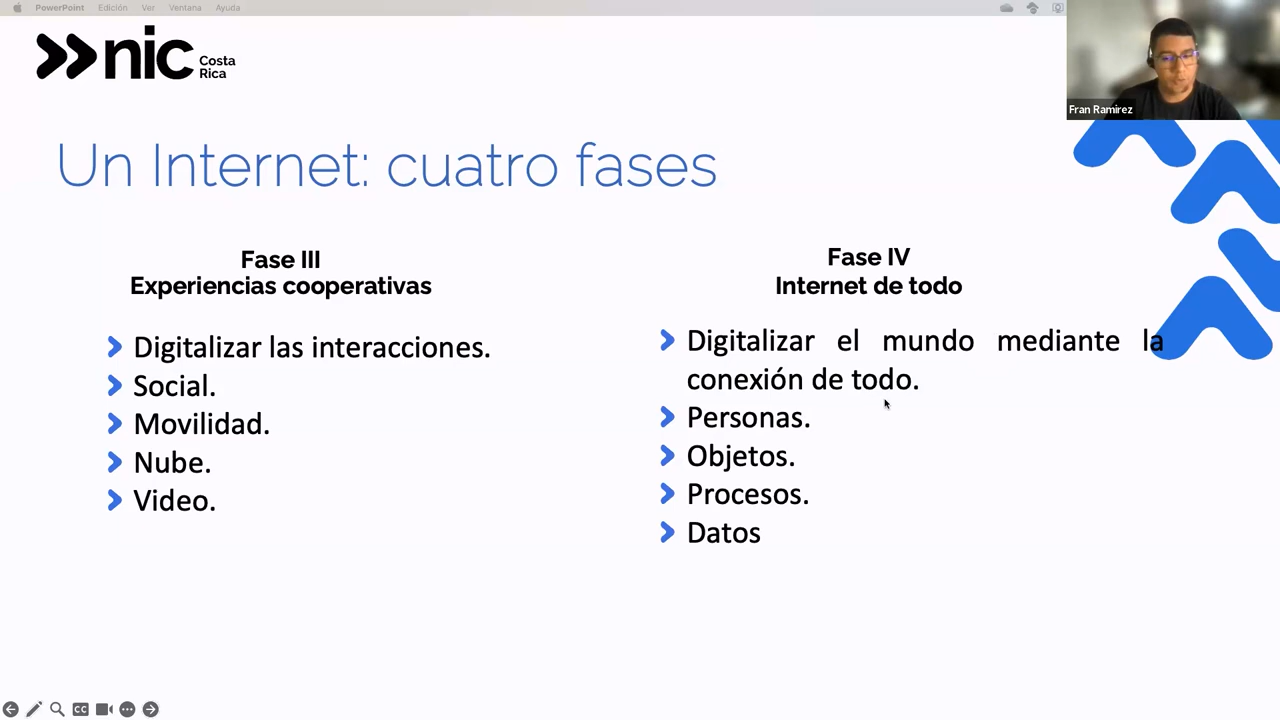 PowerPoint Edición Ver Ventana Ayuda
nic Costa
Rica
Fran Ramirez
Un Internet: cuatro fases
Fase III
Experiencias cooperativas
Digitalizar las interacciones.
Social.
Movilidad.
Nube.
Video.
Fase IV
Internet de todo
Digitalizar el mundo mediante la
conexión de todo.
Personas.
Objetos.
Procesos.
Datos
CC